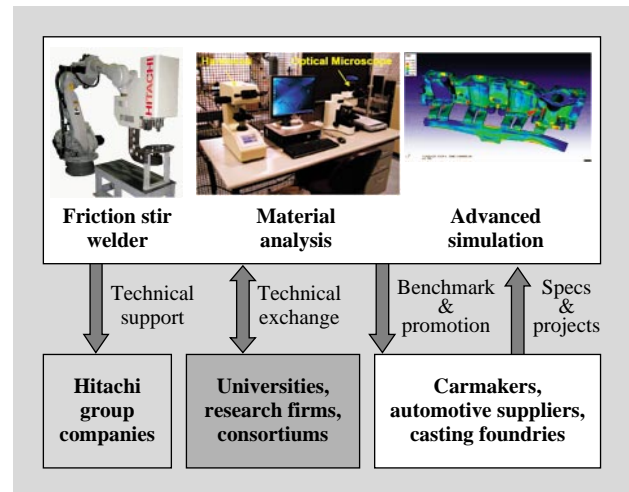 HITACHI
Optical Microscope
Friction stir
welder
Material
analysis
Advanced
simulation
Technical
support
Technical
exchange
Benchmark
&
promotion
Specs
&
projects
Hitachi
group
companies
Universities,
research firms,
consortiums
Carmakers,
automotive suppliers,
casting foundries